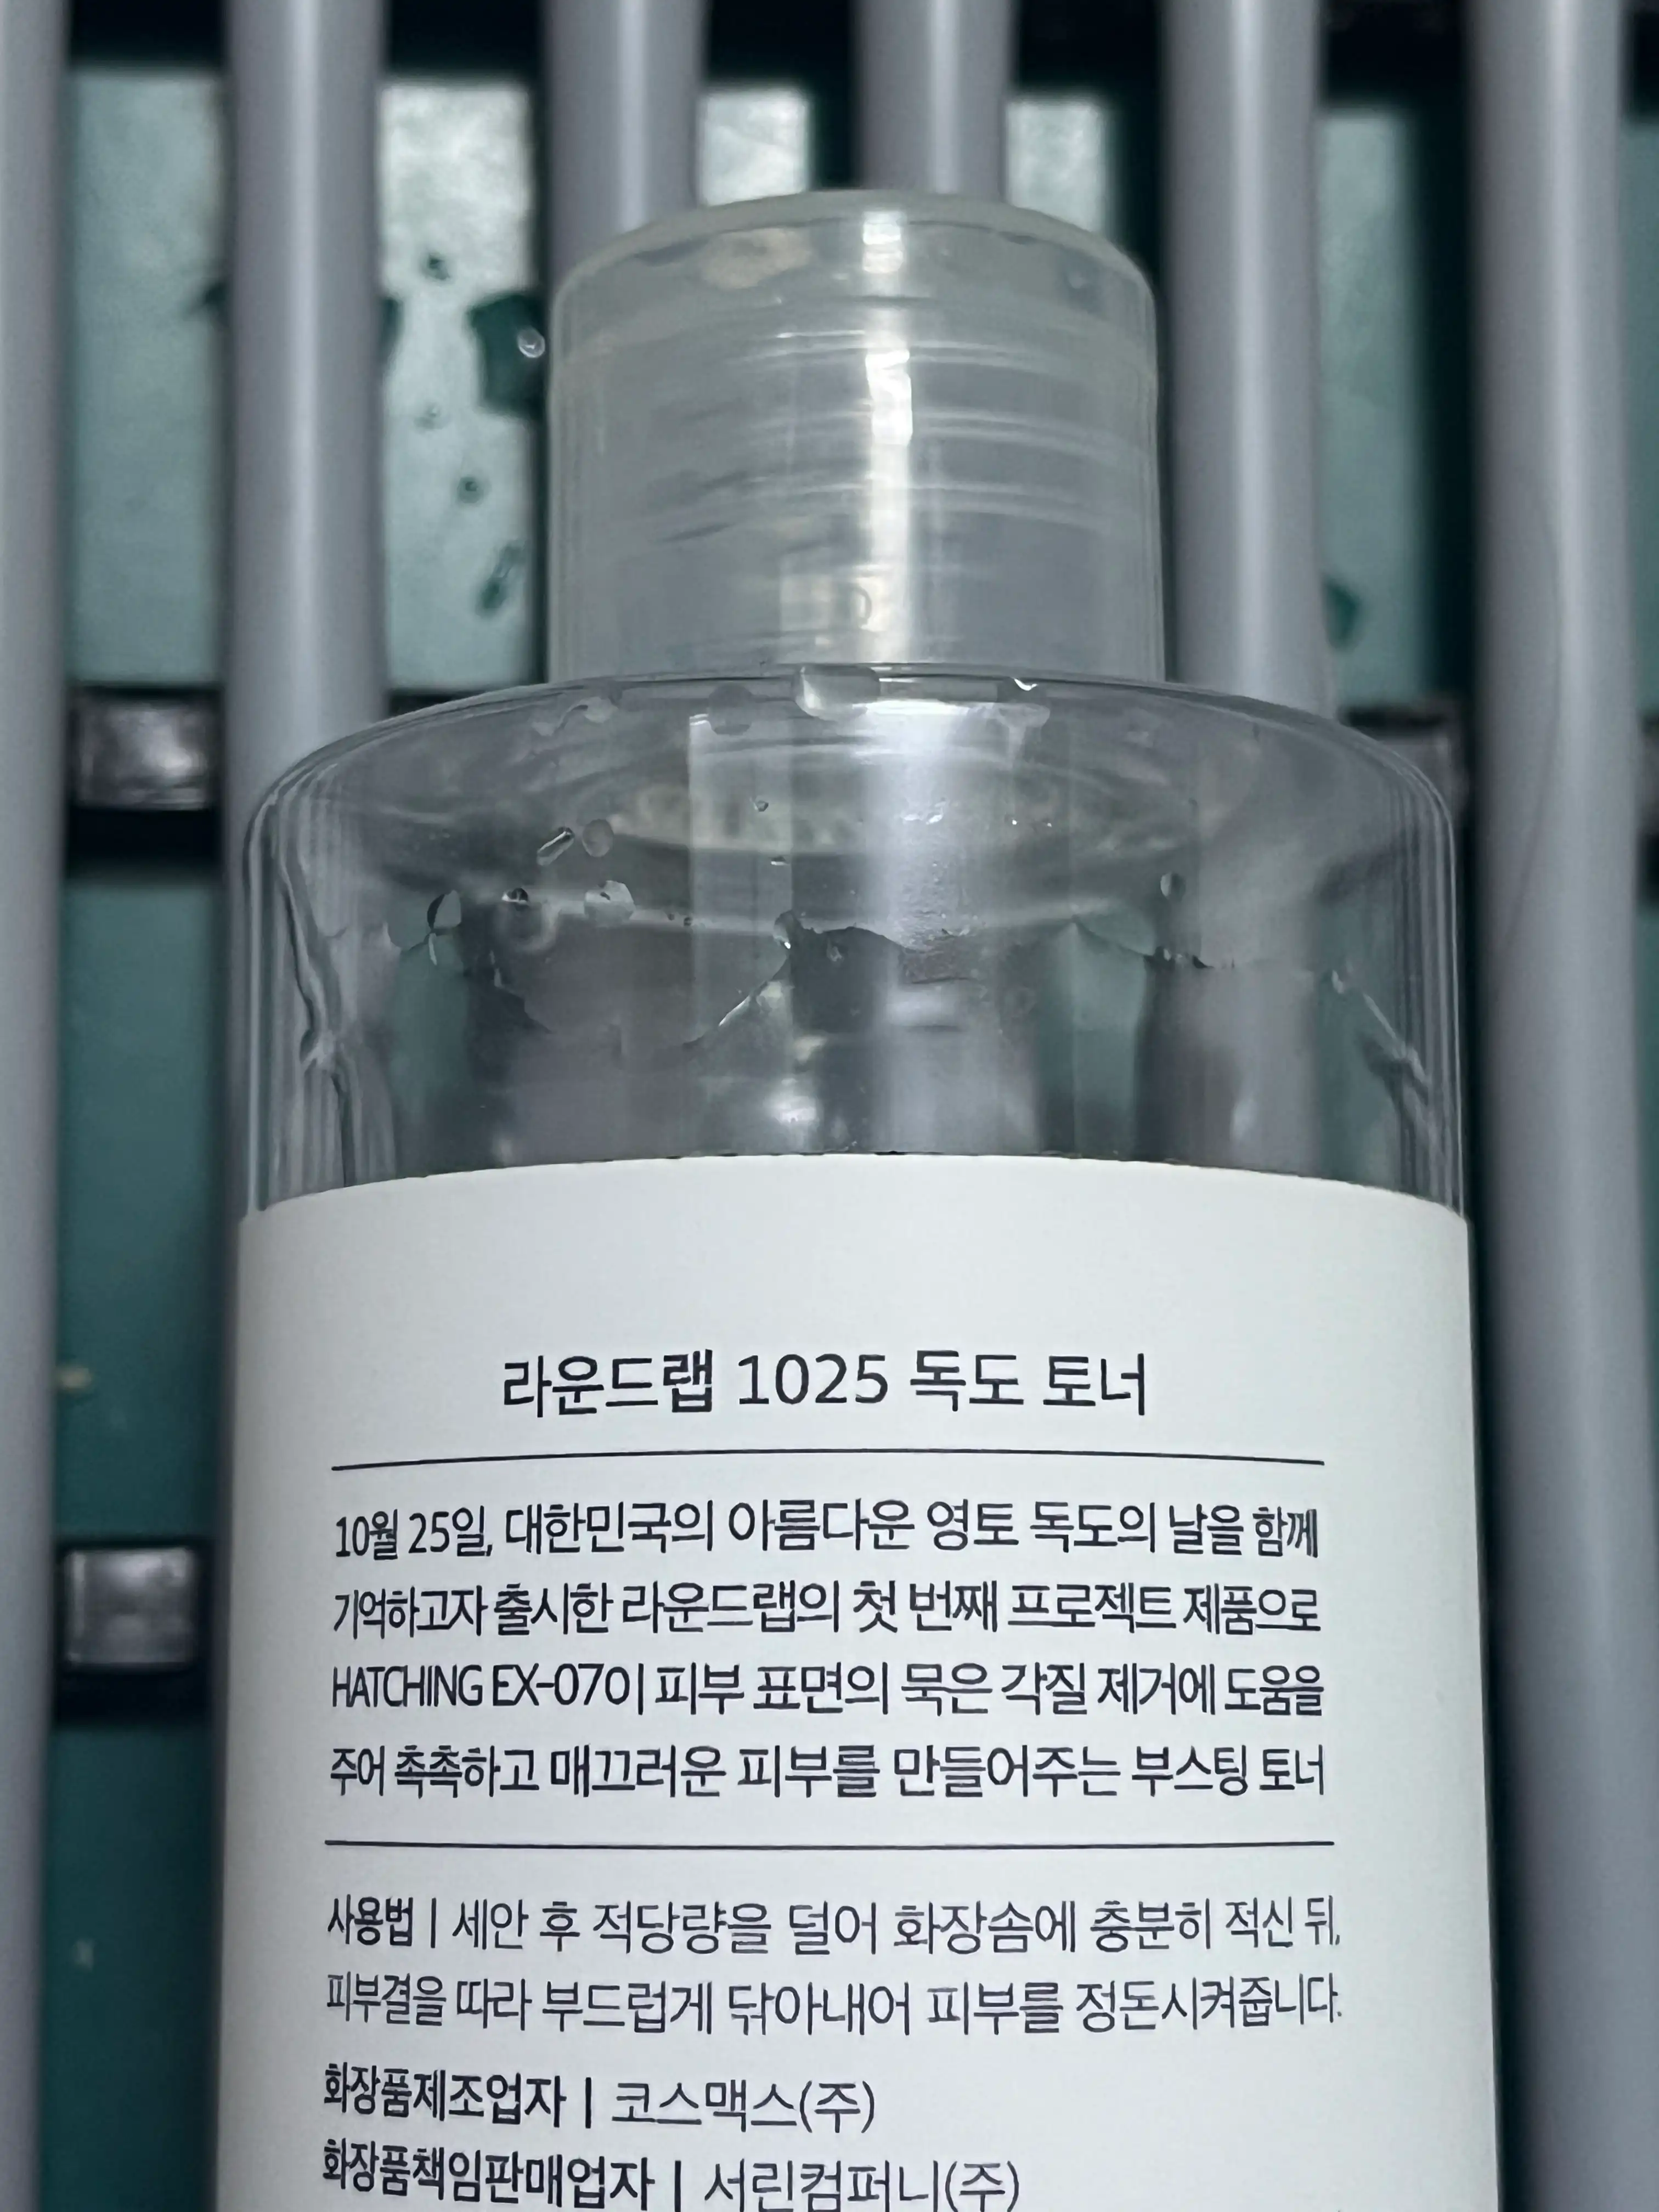 라운드랩 1025 독도 토너
10월 25일, 대한민국의 아름다운 영토 독도의 날을 함께
기억하고자 출시한 라운드랩의 첫 번째 프로젝트 제품으로
HATCHING EX-07이 피부 표면의 묵은 각질 제거에 도움을
주어 촉촉하고 매끄러운 피부를 만들어주는 부스팅 토너
사용법 | 세안 후 적당량을 덜어 화장솜에 충분히 적신 뒤,
피부결을 따라 부드럽게 닦아내어 피부를 정돈시켜줍니다.
화장품제조업자 | 코스맥스(주)
화장품책임판매업자 | 서린컴퍼니(주)